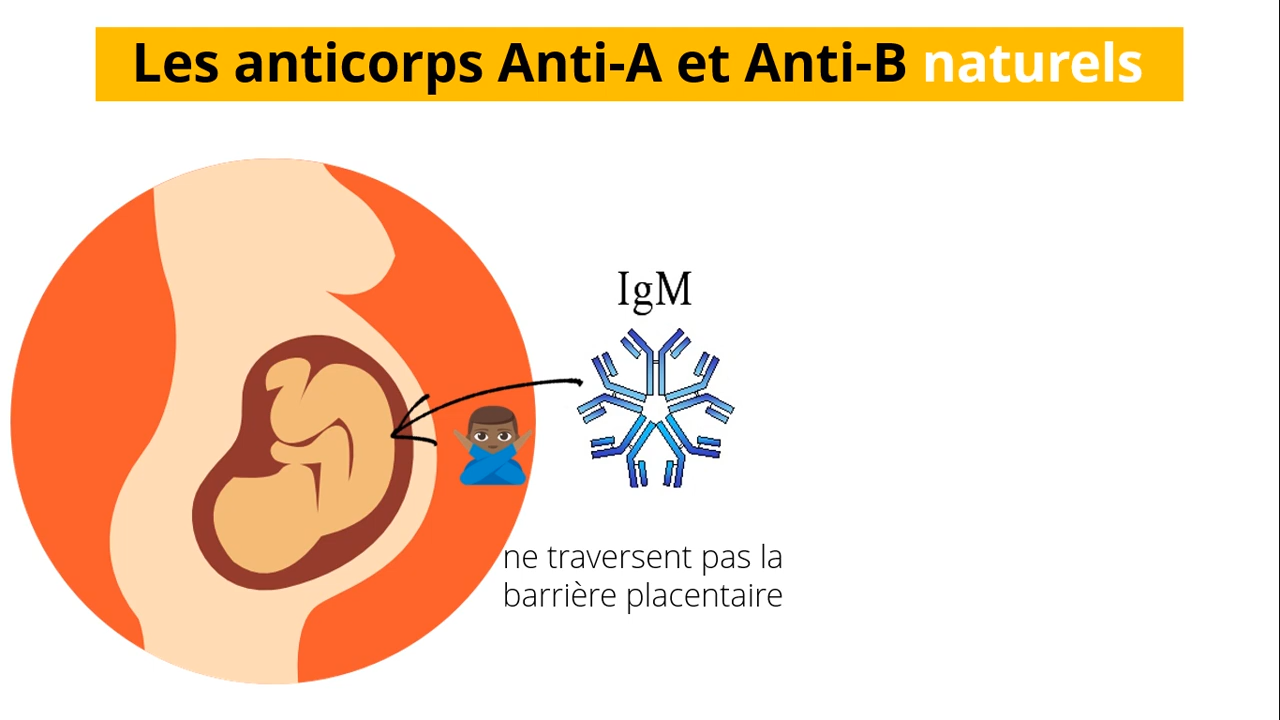 Les anticorps Anti-A et Anti-B naturels
IgM
ne traversent pas la
barrière placentaire